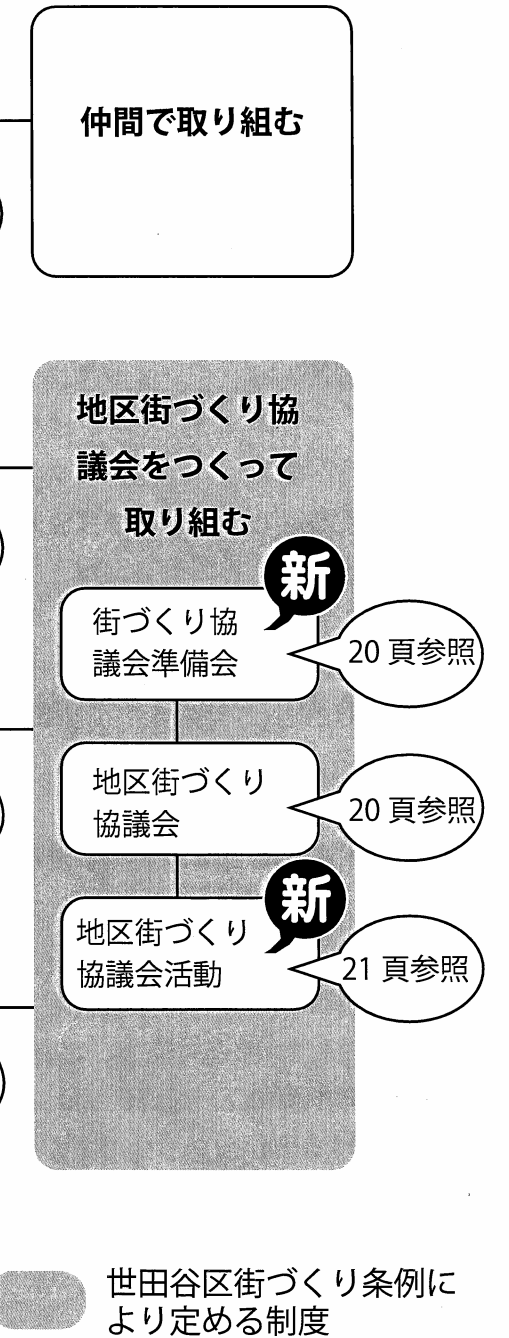 仲間で取り組む
地区街づくり協
議会をつくって
取り組む
新
街づくり協
議会準備会
20 頁参照
地区街づくり
協議会
20 頁参照
新
地区街づくり
協議会活動
21 頁参照
世田谷区街づくり条例に
より定める制度